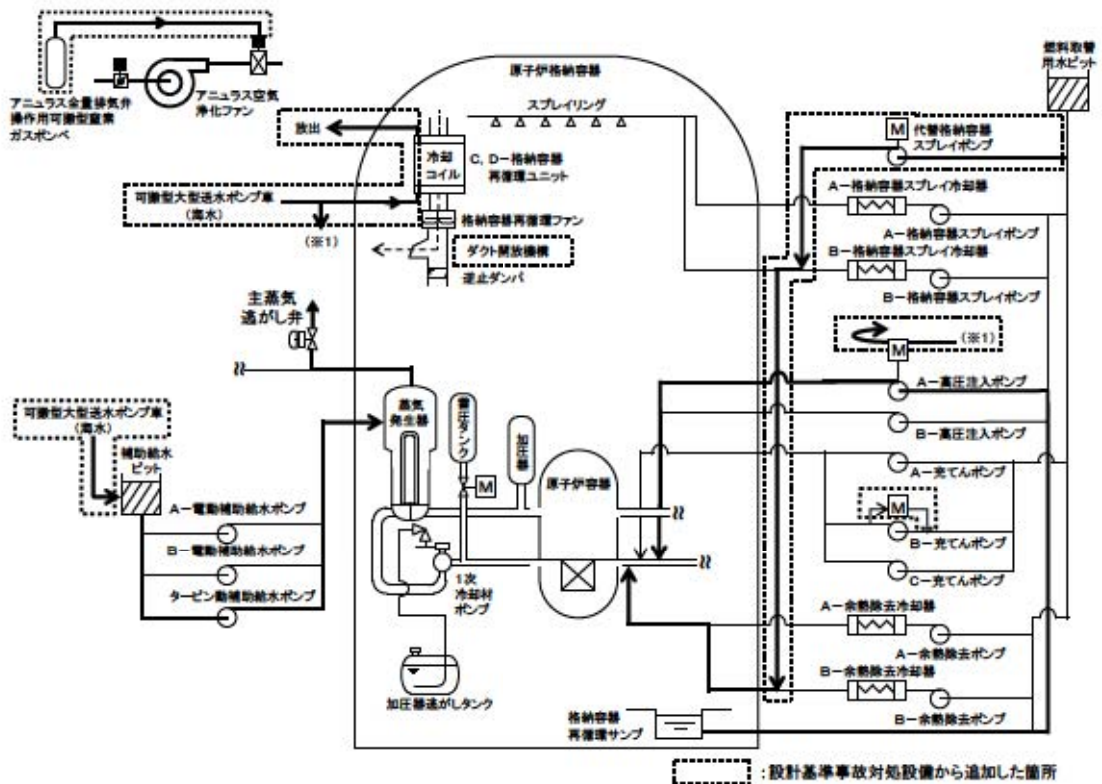 アニュラス全量排気弁
操作用可搬型窒素
ガスボンベ
アニュラス空気
浄化ファン
原子炉格納容器
スプレイリング
放出
冷却
コイル
C,D-格納容器
再循環ユニット
可搬型大型送水ポンプ車
(海水)
(※1)
格納容器再循環ファン
ダクト開放機構
逆止ダンパ
燃料取替
用水ピット
M
代替格納容器
スプレイポンプ
A-格納容器スプレイ冷却器
A-格納容器スプレイポンプ
B-格納容器スプレイ冷却器
B-格納容器スプレイポンプ
(※1)
M
A-高圧注入ポンプ
B-高圧注入ポンプ
A-充てんポンプ
M
B-充てんポンプ
C-充てんポンプ
A-余熱除去冷却器
A-余熱除去ポンプ
B-余熱除去冷却器
B-余熱除去ポンプ
主蒸気
逃がし弁
可搬型大型送水ポンプ車
(海水)
補助給水
ピット
A-電動補助給水ポンプ
B-電動補助給水ポンプ
タービン動補助給水ポンプ
蒸気
発生器
蓄圧タンク
M
加圧器
原子炉容器
1次
冷却材
ポンプ
加圧器逃がしタンク
格納容器
再循環サンプ
:設計基準事故対処設備から追加した箇所